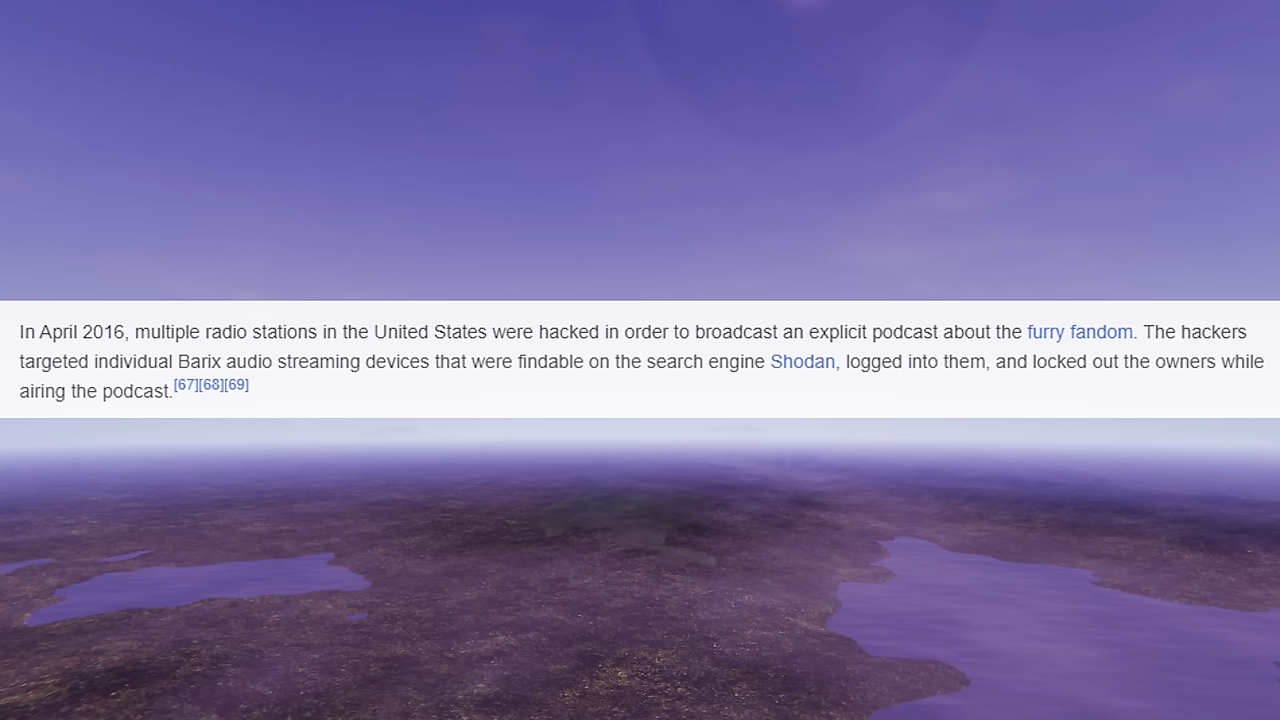 In April 2016, multiple radio stations in the United States were hacked in order to broadcast an explicit podcast about the furry fandom. The hackers
targeted individual Barix audio streaming devices that were findable on the search engine Shodan, logged into them, and locked out the owners while
airing the podcast.[67][68][69]